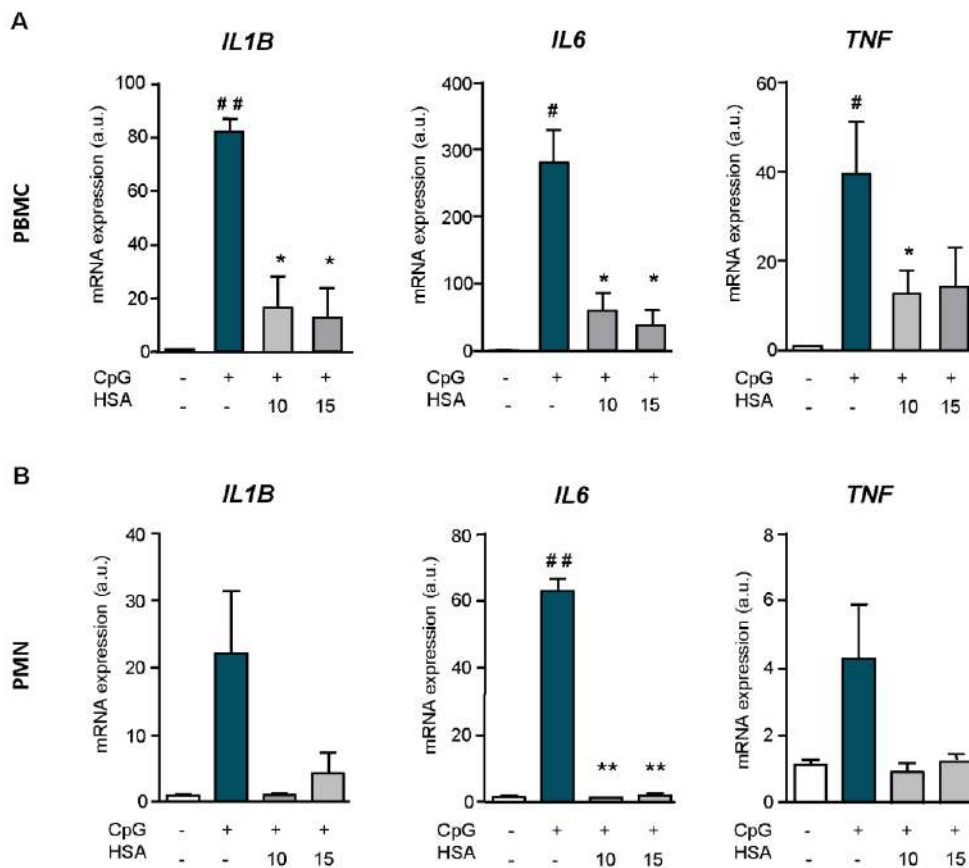 A
IL1B IL6 TNF
PBMC
mRNA expression (a.u.)
100
80
60
40
20
0
# #
*
*
CpG - + + +
HSA - - 10 15
mRNA expression (a.u.)
400
300
200
100
0
#
*
*
CpG - + + +
HSA - - 10 15
mRNA expression (a.u.)
60
40
20
0
#
*
CpG - + + +
HSA - - 10 15
B
IL1B IL6 TNF
PMN
mRNA expression (a.u.)
40
30
20
10
0
CpG - + + +
HSA - - 10 15
mRNA expression (a.u.)
80
60
40
20
0
# #
**
**
CpG - + + +
HSA - - 10 15
mRNA expression (a.u.)
8
6
4
2
0
CpG - + + +
HSA - - 10 15